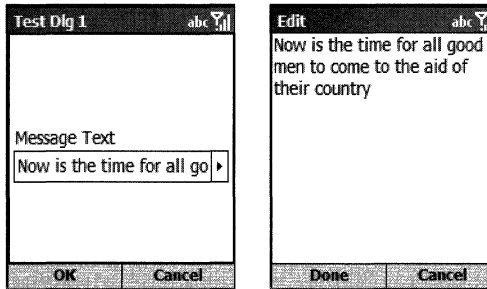 Test Dlg 1 abc
Message Text
Now is the time for all go
OK Cancel
Edit abc
Now is the time for all good
men to come to the aid of
their country
Done Cancel